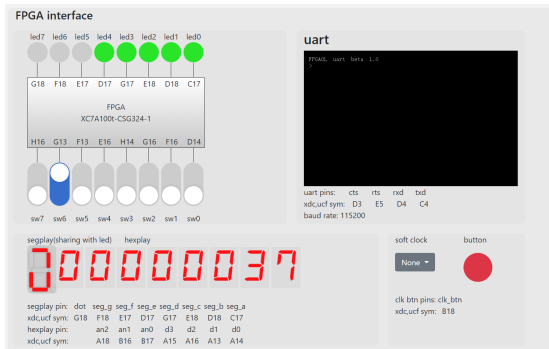 FPGA interface
led7 led6 led5 led4 led3 led2 led1 led0
G18 F18 E17 D17 G17 E18 D18 C17
FPGA
XC7A100t-CSG324-1
H16 G13 F13 E16 H14 G16 F16 D14
sw7 sw6 sw5 sw4 sw3 sw2 sw1 sw0
uart
FPGAOL uart beta 1.0
>
uart pins: cts rts rxd txd
xdc,ucf sym: D3 E5 D4 C4
baud rate: 115200
segplay(sharing with led) hexplay
00000037
segplay pin: dot seg_g seg_f seg_e seg_d seg_c seg_b seg_a
xdc,ucf sym: G18 F18 E17 D17 G17 E18 D18 C17
hexplay pin: an2 an1 an0 d3 d2 d1 d0
xdc,ucf sym: A18 B16 B17 A15 A16 A13 A14
soft clock button
None
clk btn pins: clk_btn
xdc,ucf sym: B18